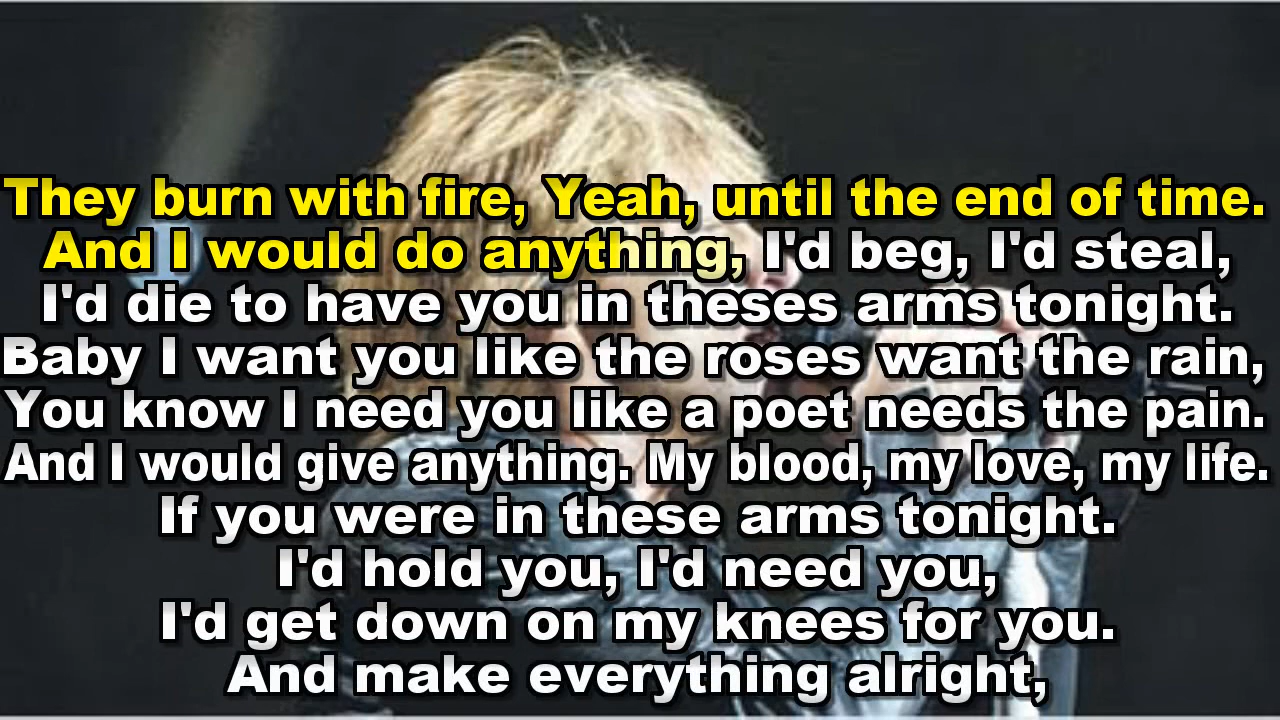 They burn with fire, Yeah, until the end of time.
And I would do anything, I'd beg, I'd steal,
I'd die to have you in theses arms tonight.
Baby I want you like the roses want the rain,
You know I need you like a poet needs the pain.
And I would give anything. My blood, my love, my life.
If you were in these arms tonight.
I'd hold you, I'd need you,
I'd get down on my knees for you.
And make everything alright,